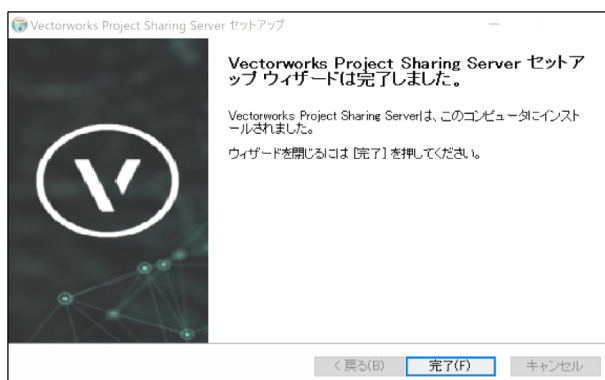 Vectorworks Project Sharing Server セットアップ
Vectorworks Project Sharing Server セットア
ップ ウィザードは完了しました。
Vectorworks Project Sharing Serverは、このコンピュータにインスト
ールされました。
ウィザードを閉じるには [完了] を押してください。
< 戻る(B)
完了(F)
キャンセル